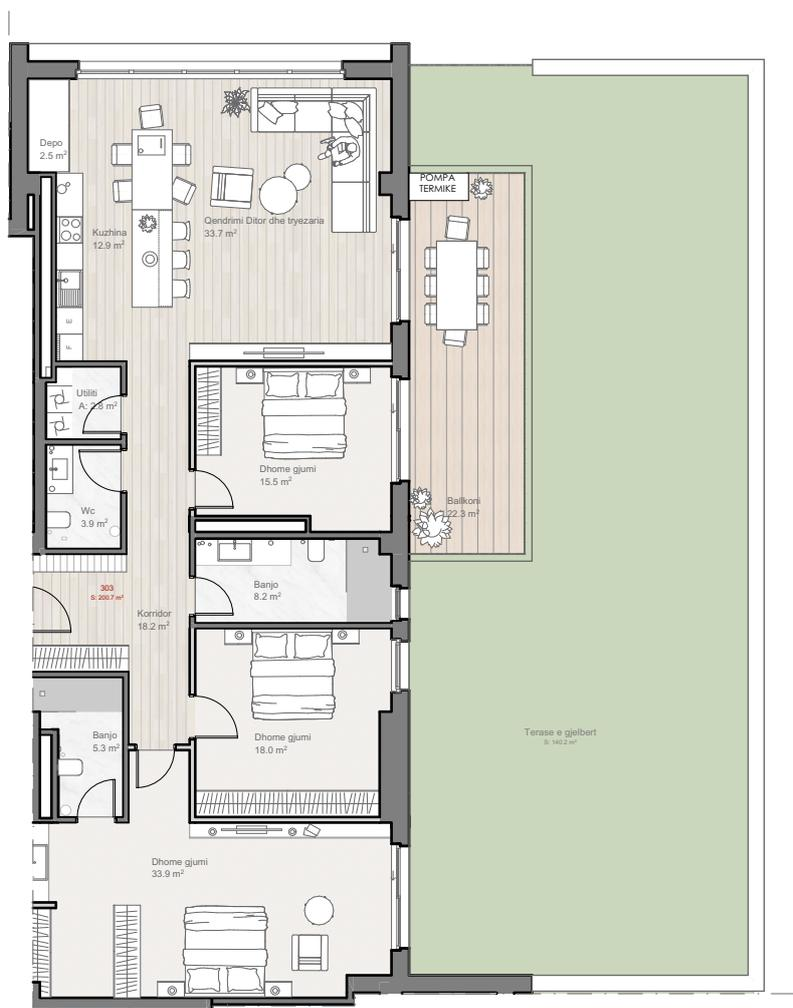 Depo
2.5 m²
POMPA
TERMIKE
Kuzhina
12.9 m²
Qendrimi Ditor dhe tryezaria
33.7 m²
E
F
Utiliti
A: 2.8 m²
Dhome gjumi
15.5 m²
Wc
3.9 m²
Ballkoni
22.3 m²
303
S: 200.7 m²
Banjo
8.2 m²
Korridor
18.2 m²
Banjo
5.3 m²
Dhome gjumi
18.0 m²
Terase e gjelbert
S: 140.2 m²
Dhome gjumi
33.9 m²